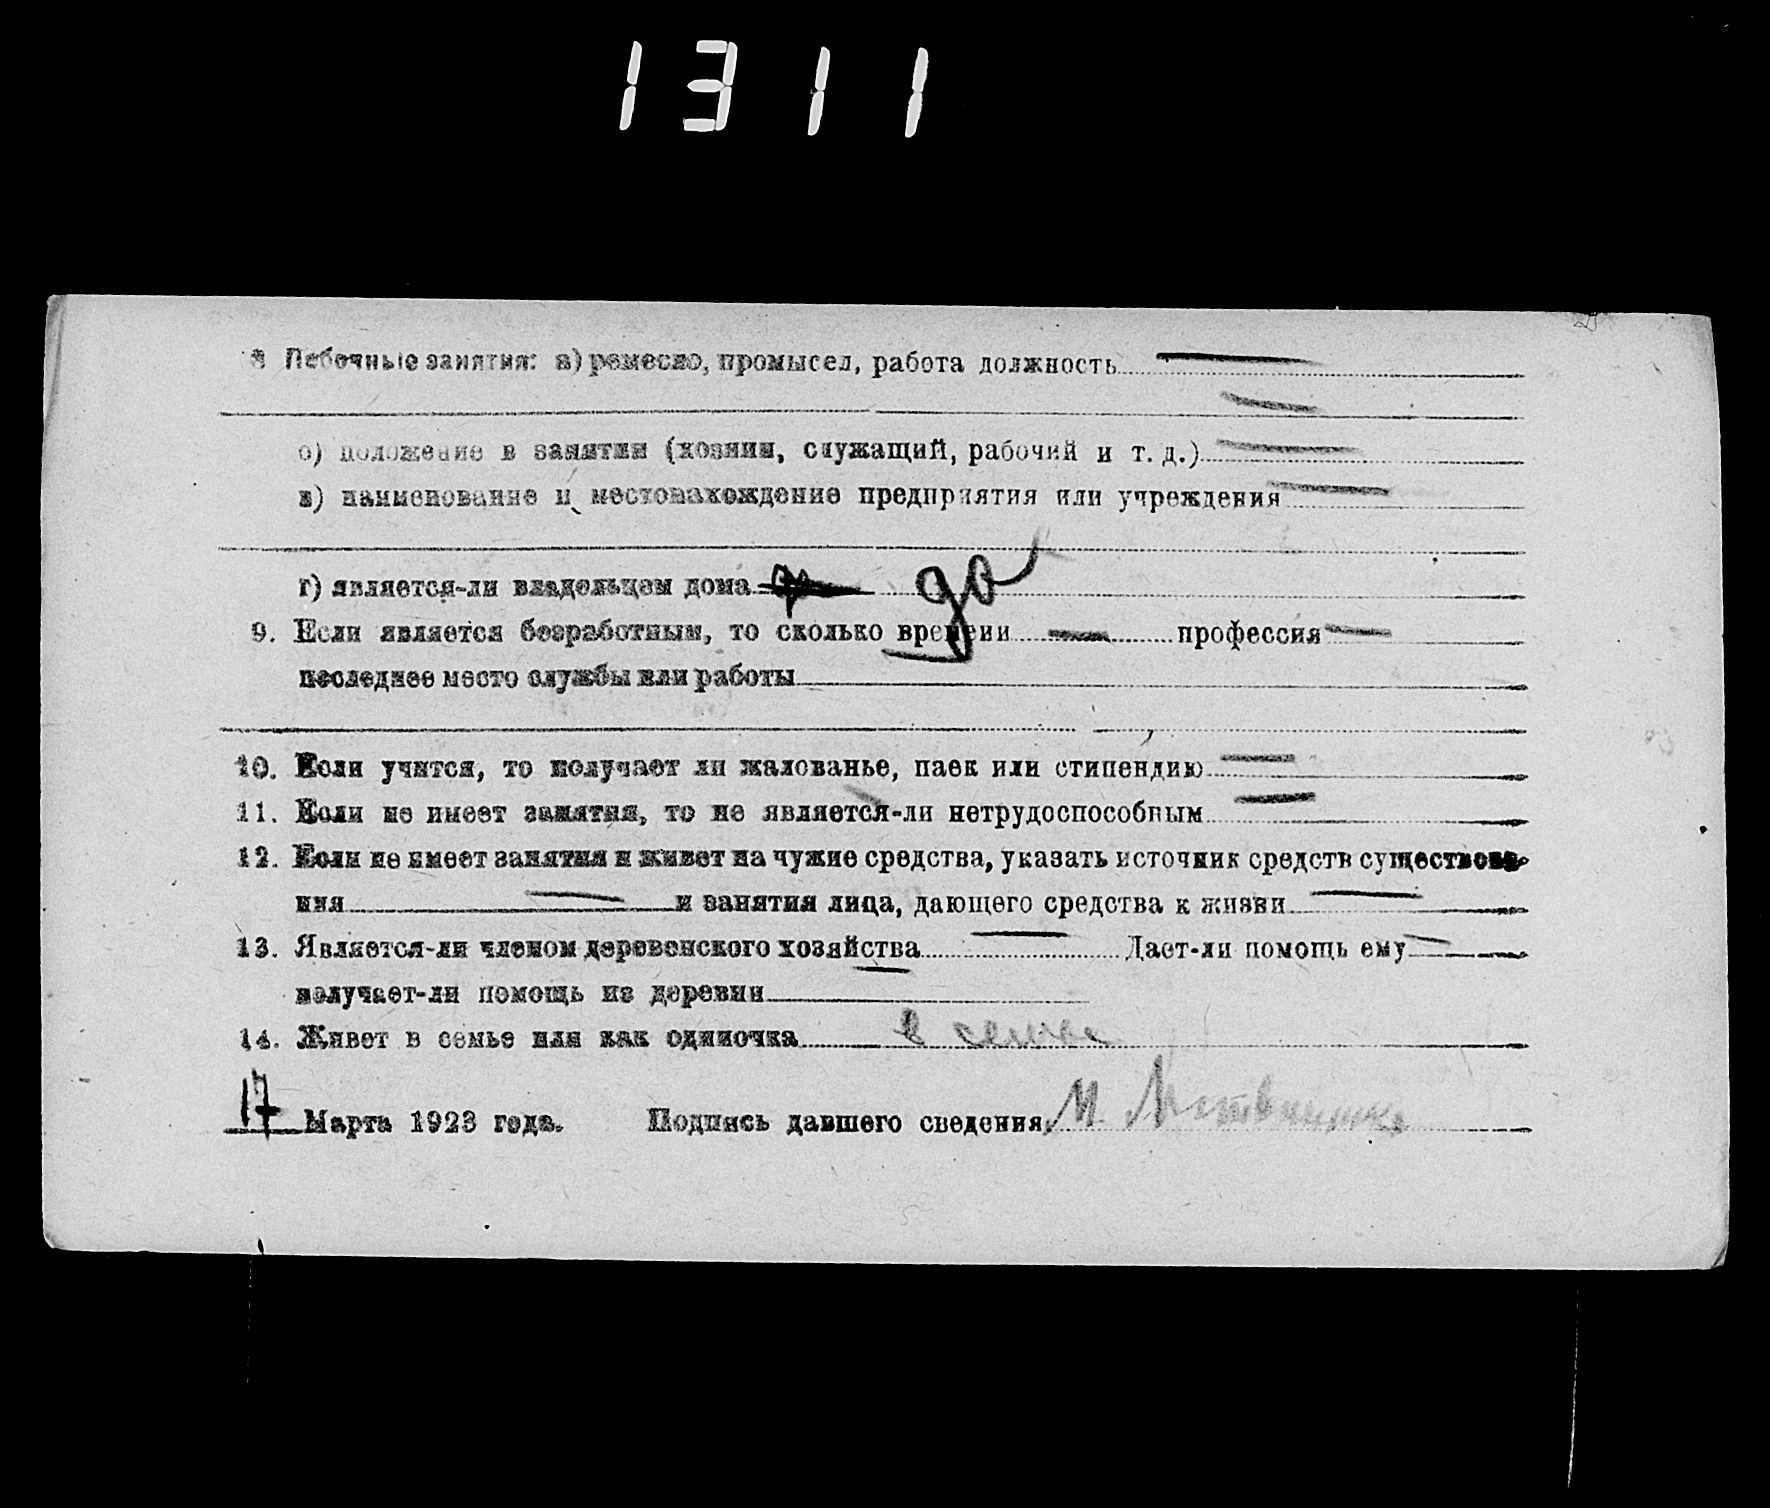 1311
8 Побочные занятия: а) ремесло, промысел, работа должность
б) положение в занятии (хозяин, служащий, рабочий и т. д.)
в) наименование и местонахождение предприятия или учреждения
г) является-ли владельцем дома да
9. Если является безработным, то сколько времени профессия
последнее место службы или работы
10. Если учится, то получает ли жалованье, паек или стипендию
11. Если не имеет занятия, то не является-ли нетрудоспособным
12. Если не имеет занятия и живет на чужие средства, указать источник средств существова-
ния и занятия лица, дающего средства к жизни
13. Является-ли членом деревенского хозяйства Дает-ли помощь ему
получает-ли помощь из деревни
14. Живет в семье или как одиночка в семье
17 Марта 1923 года. Подпись давшего сведения М.